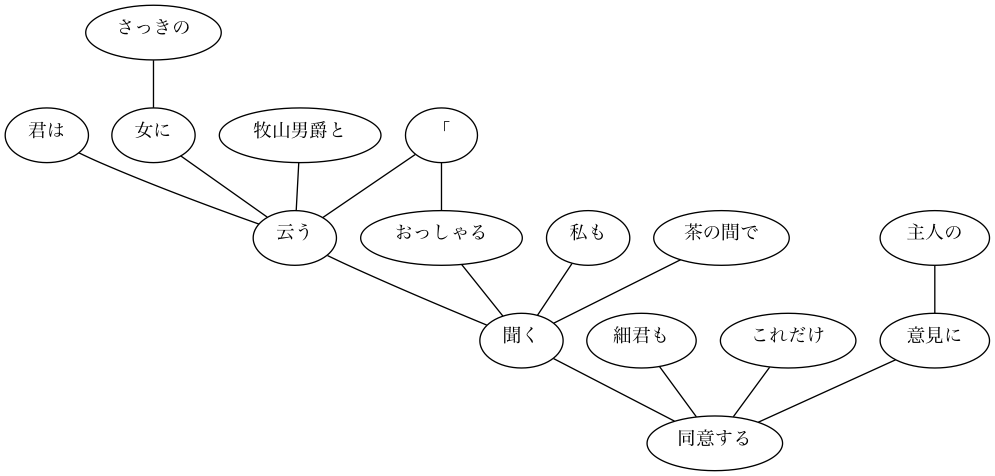 さっきの
君は
女に
牧山男爵と
「
云う
おっしゃる
私も
茶の間で
主人の
聞く
細君も
これだけ
意見に
同意する